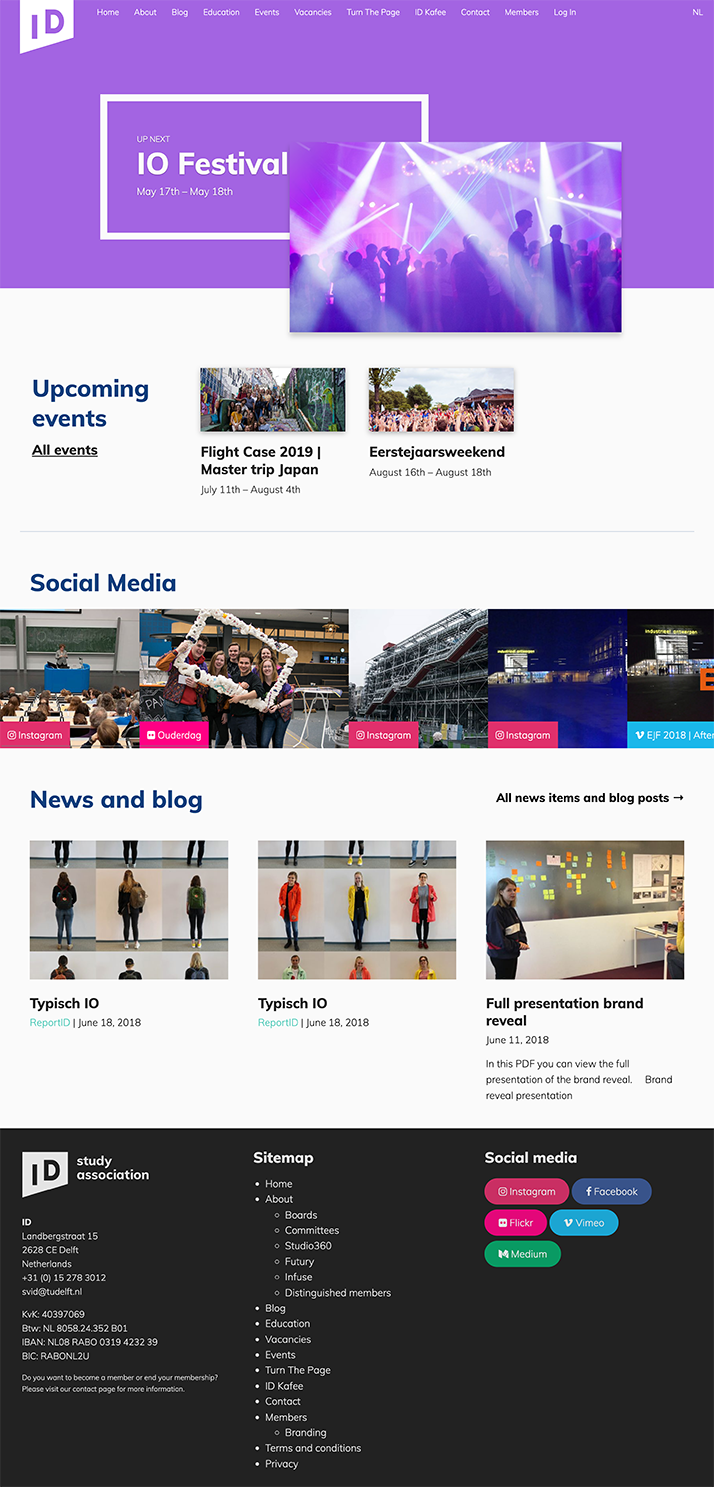 ID
Home About Blog Education Events Vacancies Turn The Page ID Kafee Contact Members Log In NL
UP NEXT
IO Festival
May 17th – May 18th
Upcoming
events
All events
Flight Case 2019 |
Master trip Japan
July 11th – August 4th
Eerstejaarsweekend
August 16th – August 18th
Social Media
industrieel ontwerpen
industrieel ontwerpen
Instagram
Ouderdag
Instagram
Instagram
EJF 2018 | After
News and blog
All news items and blog posts →
Typisch IO
ReportID | June 18, 2018
Typisch IO
ReportID | June 18, 2018
Full presentation brand
reveal
June 11, 2018
In this PDF you can view the full
presentation of the brand reveal. Brand
reveal presentation
ID
study
association
ID
Landbergstraat 15
2628 CE Delft
Netherlands
+31 (0) 15 278 3012
svid@tudelft.nl
KvK: 40397069
Btw: NL 8058.24.352 B01
IBAN: NL08 RABO 0319 4232 39
BIC: RABONL2U
Do you want to become a member or end your membership?
Please visit our contact page for more information.
Sitemap
• Home
• About
◦ Boards
◦ Committees
◦ Studio360
◦ Futury
◦ Infuse
◦ Distinguished members
• Blog
• Education
• Vacancies
• Events
• Turn The Page
• ID Kafee
• Contact
• Members
◦ Branding
• Terms and conditions
• Privacy
Social media
Instagram
Facebook
Flickr
Vimeo
Medium